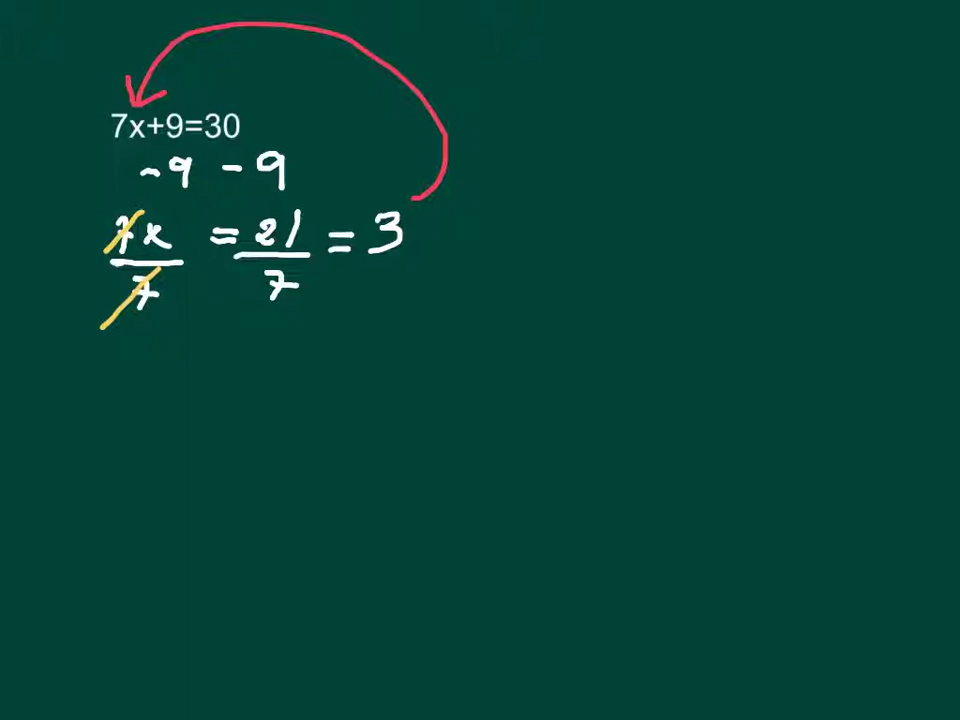 7x+9=30
-9 -9
7x = 21 = 3
7 7